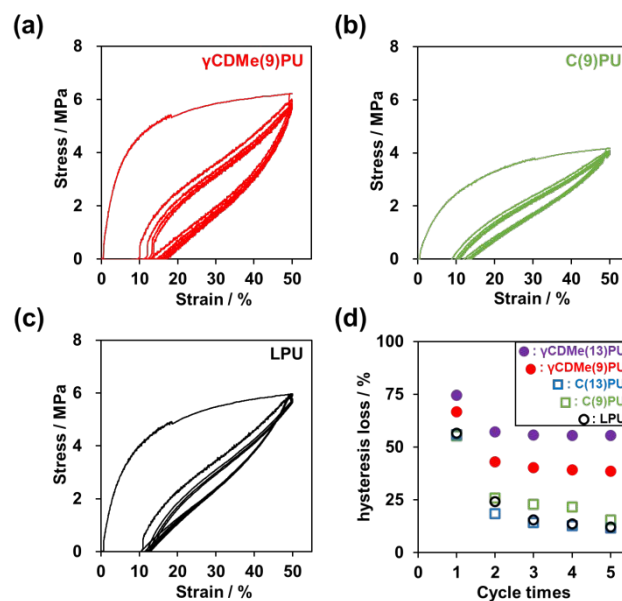 (a)
γCDMe(9)PU
Stress / MPa
8
6
4
2
0
0 10 20 30 40 50
Strain / %
(b)
C(9)PU
Stress / MPa
8
6
4
2
0
0 10 20 30 40 50
Strain / %
(c)
LPU
Stress / MPa
8
6
4
2
0
0 10 20 30 40 50
Strain / %
(d)
: γCDMe(13)PU
: γCDMe(9)PU
: C(13)PU
: C(9)PU
: LPU
hysteresis loss / %
100
75
50
25
0
0 1 2 3 4 5
Cycle times